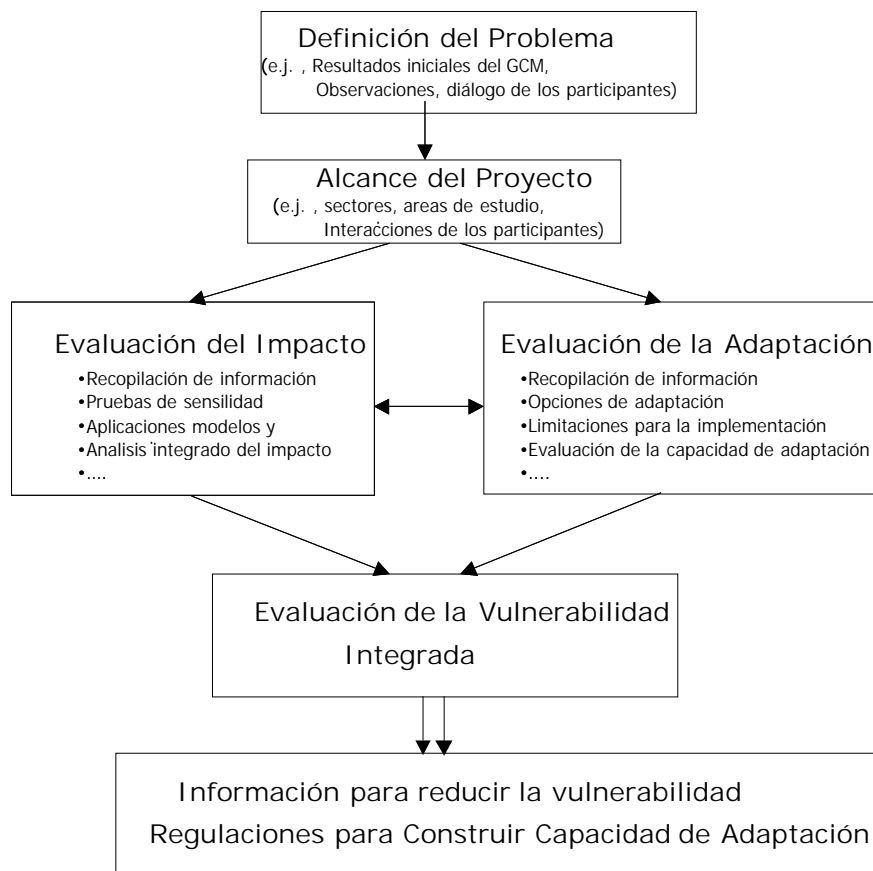 Definición del Problema
(e.j. , Resultados iniciales del GCM,
Observaciones, diálogo de los participantes)
Alcance del Proyecto
(e.j. , sectores, areas de estudio,
Interacciones de los participantes)
Evaluación del Impacto
•Recopilación de información
•Pruebas de sensilidad
•Aplicaciones modelos y
•Analisis integrado del impacto
•....
Evaluación de la Adaptación
•Recopilación de información
•Opciones de adaptación
•Limitaciones para la implementación
•Evaluación de la capacidad de adaptación
•....
Evaluación de la Vulnerabilidad
Integrada
Información para reducir la vulnerabilidad
Regulaciones para Construir Capacidad de Adaptación